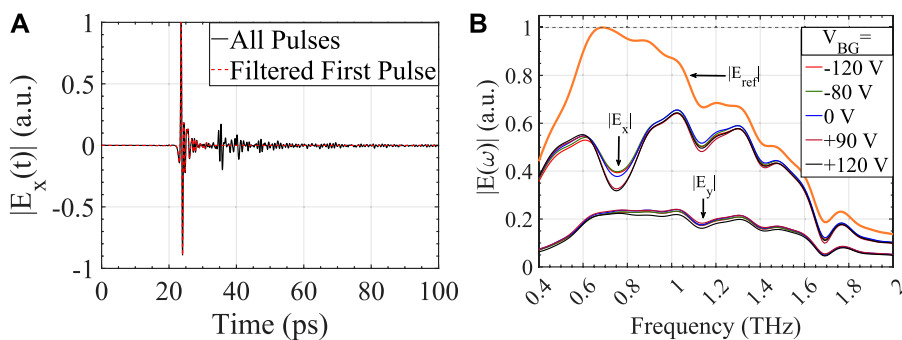 A
|E_x(t)| (a.u.)
1
0.5
0
-0.5
-1
All Pulses
Filtered First Pulse
0 20 40 60 80 100
Time (ps)
B
|E(ω)| (a.u.)
1
0.8
0.6
0.4
0.2
0
|E_ref|
|E_x|
|E_y|
V_BG=
-120 V
-80 V
0 V
+90 V
+120 V
0.4 0.6 0.8 1 1.2 1.4 1.6 1.8 2
Frequency (THz)